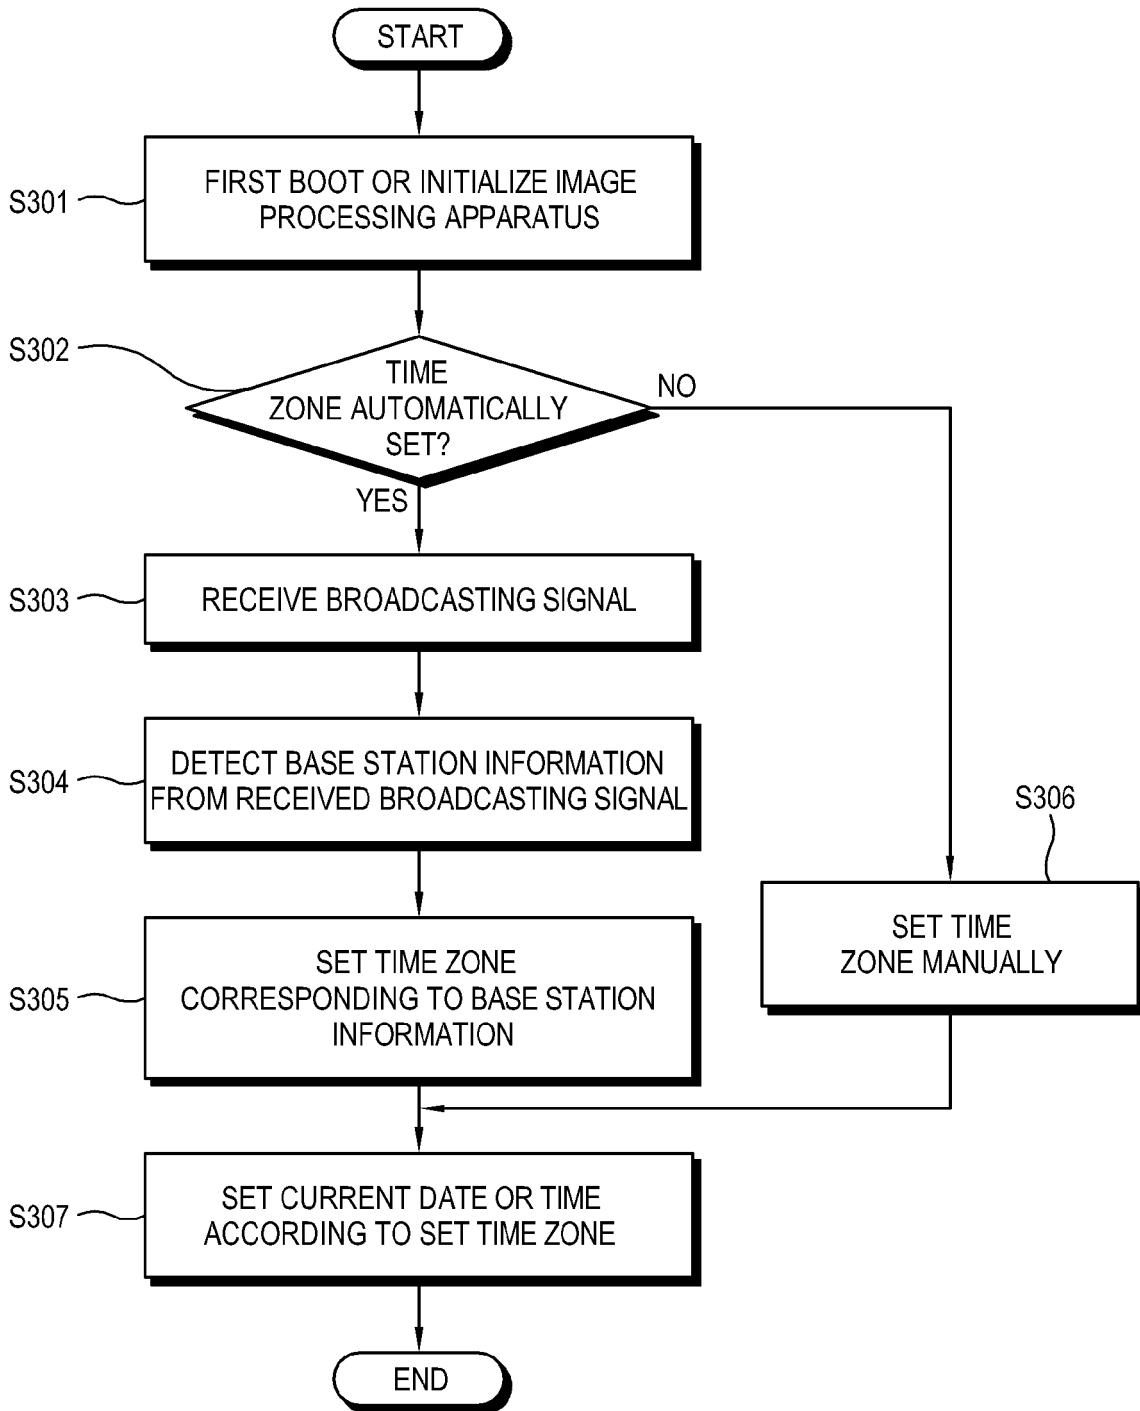 START
S301
FIRST BOOT OR INITIALIZE IMAGE
PROCESSING APPARATUS
S302
TIME
ZONE AUTOMATICALLY
SET?
NO
YES
S303
RECEIVE BROADCASTING SIGNAL
S304
DETECT BASE STATION INFORMATION
FROM RECEIVED BROADCASTING SIGNAL
S306
SET TIME
ZONE MANUALLY
S305
SET TIME ZONE
CORRESPONDING TO BASE STATION
INFORMATION
S307
SET CURRENT DATE OR TIME
ACCORDING TO SET TIME ZONE
END